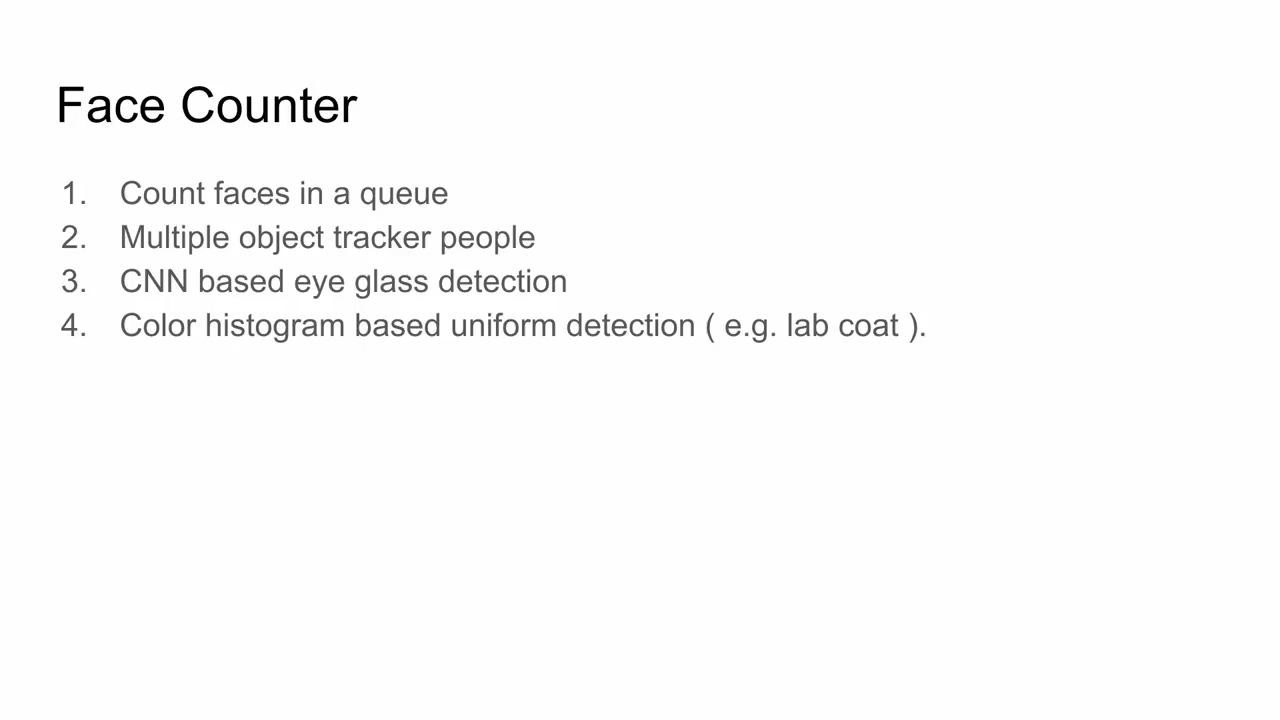 Face Counter
1. Count faces in a queue
2. Multiple object tracker people
3. CNN based eye glass detection
4. Color histogram based uniform detection ( e.g. lab coat ).